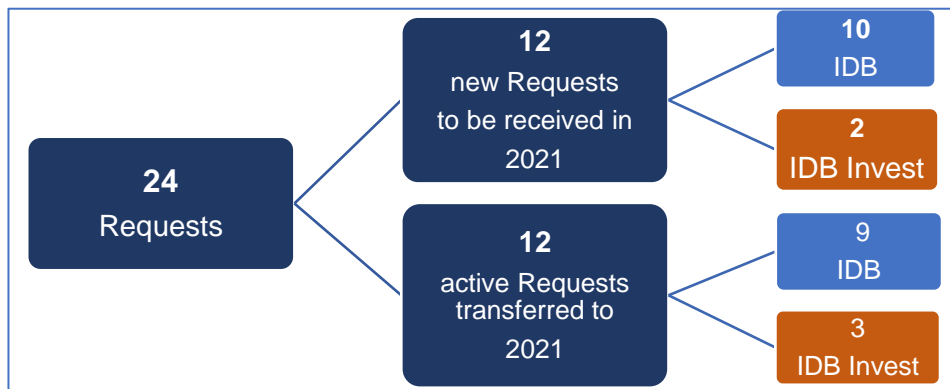 24
Requests
12
new Requests
to be received in
2021
10
IDB
2
IDB Invest
12
active Requests
transferred to
2021
9
IDB
3
IDB Invest